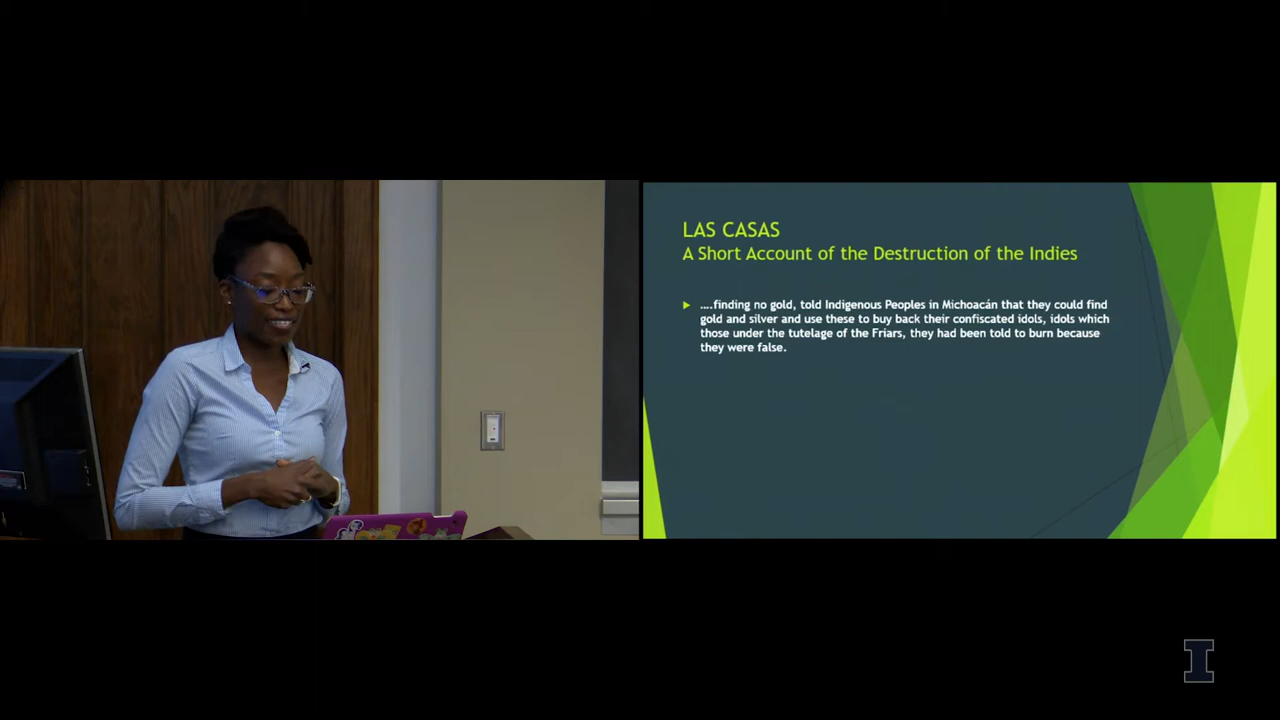 LAS CASAS
A Short Account of the Destruction of the Indies
....finding no gold, told Indigenous Peoples in Michoacán that they could find
gold and silver and use these to buy back their confiscated idols, idols which
those under the tutelage of the Friars, they had been told to burn because
they were false.
I